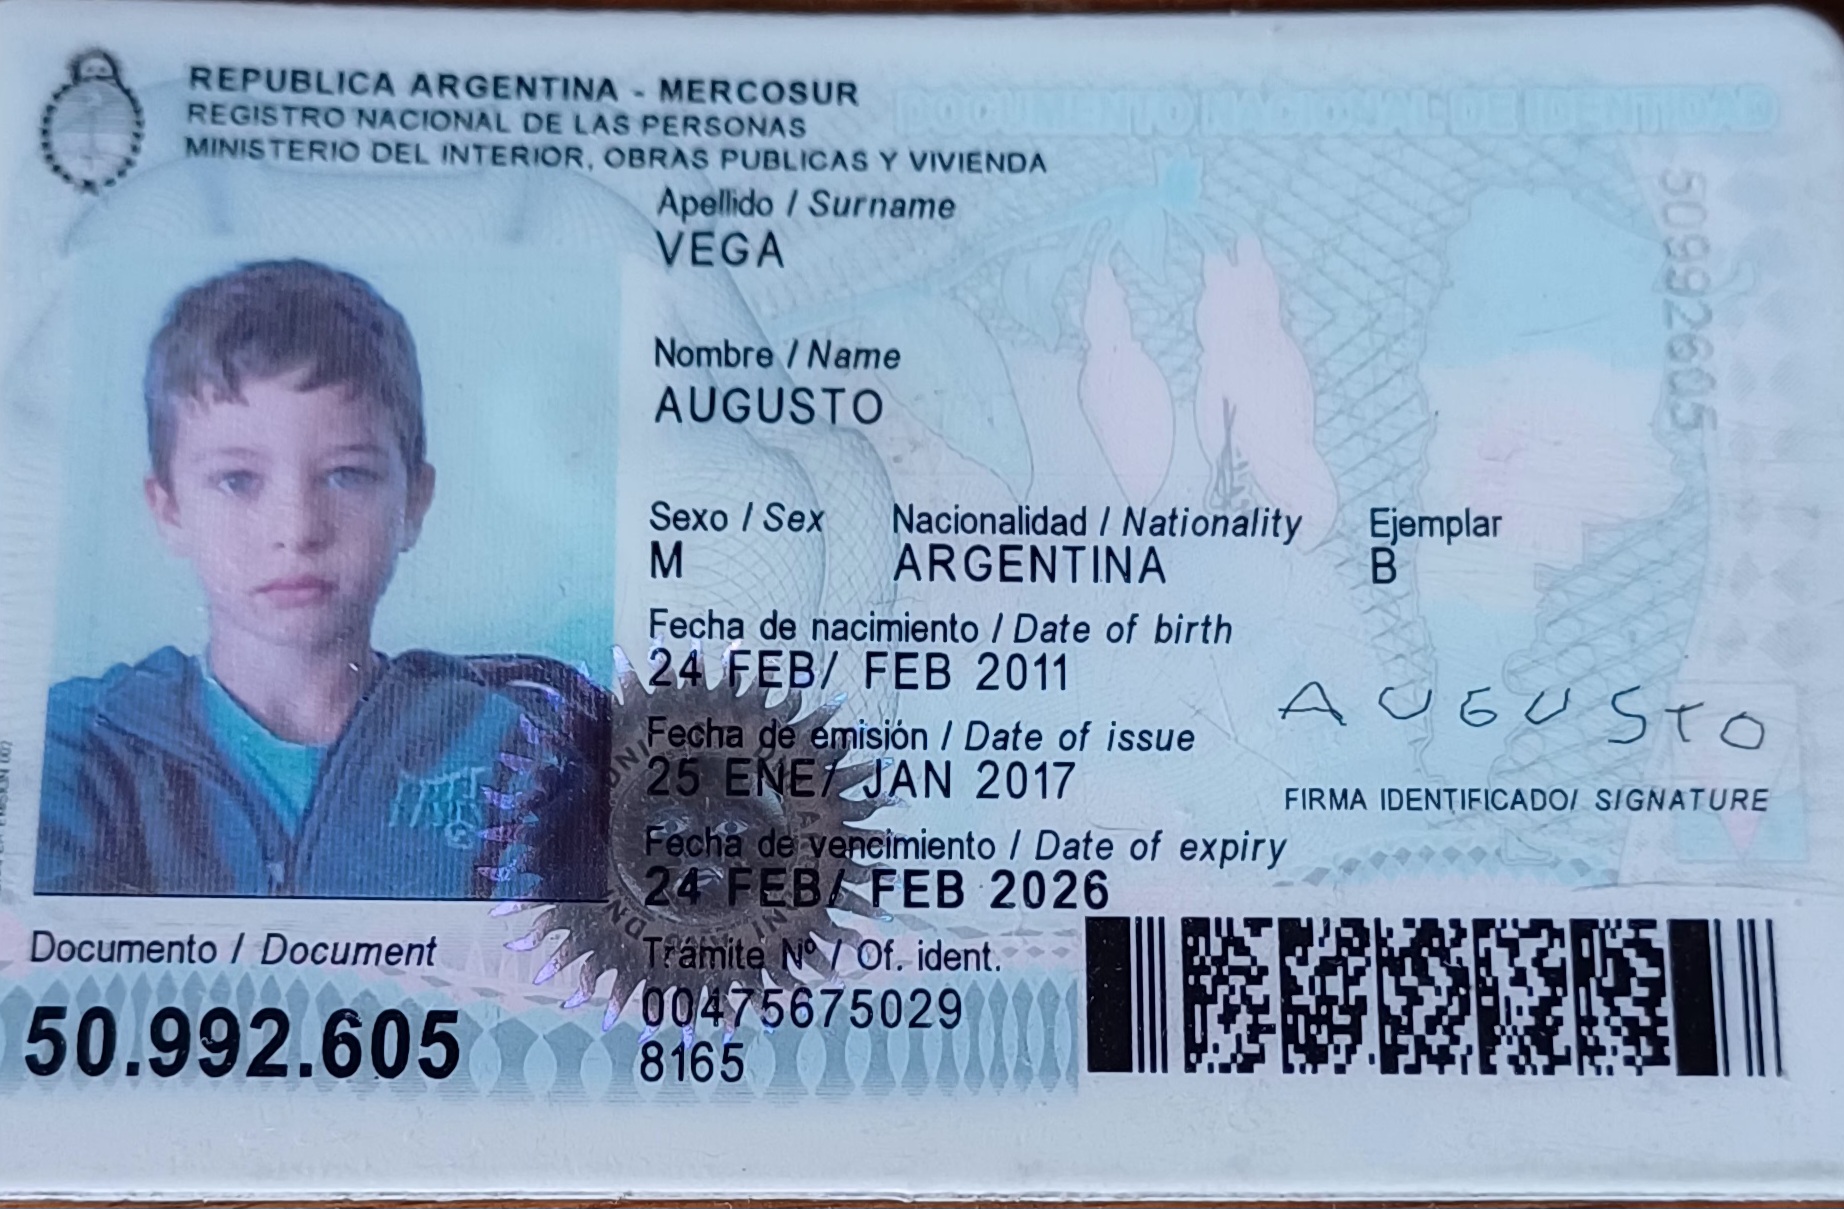 REPUBLICA ARGENTINA - MERCOSUR
REGISTRO NACIONAL DE LAS PERSONAS
MINISTERIO DEL INTERIOR, OBRAS PUBLICAS Y VIVIENDA
DOCUMENTO NACIONAL DE IDENTIDAD
Apellido / Surname
VEGA
Nombre / Name
AUGUSTO
Sexo / Sex Nacionalidad / Nationality Ejemplar
M ARGENTINA B
Fecha de nacimiento / Date of birth
24 FEB/ FEB 2011
Fecha de emisión / Date of issue
25 ENE/ JAN 2017
AUGUSTO
FIRMA IDENTIFICADO/ SIGNATURE
Fecha de vencimiento / Date of expiry
24 FEB/ FEB 2026
Documento / Document
50.992.605
Trámite Nº / Of. ident.
00475675029
8165
50992605